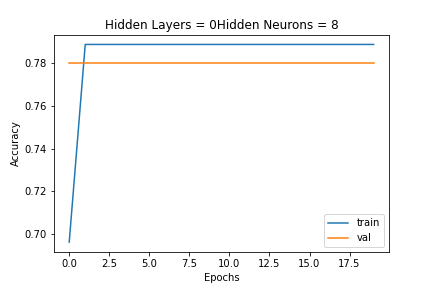 Hidden Layers = 0Hidden Neurons = 8
Accuracy
0.78
0.76
0.74
0.72
0.70
0.0 2.5 5.0 7.5 10.0 12.5 15.0 17.5
Epochs
train
val